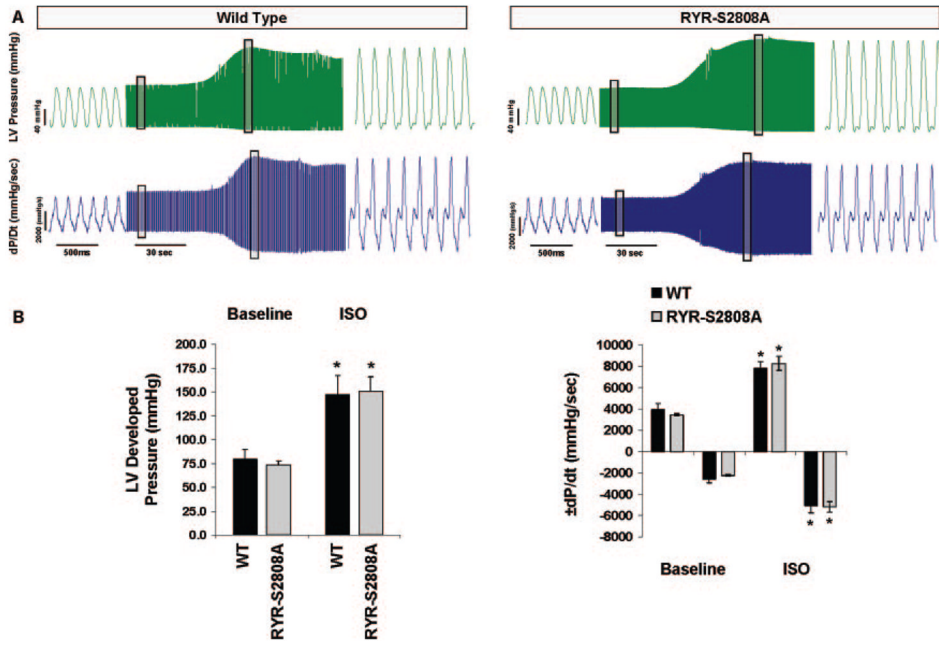 A
Wild Type
RYR-S2808A
LV Pressure (mmHg)
40 mmHg
40 mmHg
dP/Dt (mmHg/sec)
2000 (mmHg/s)
2000 (mmHg/s)
500ms
30 sec
500ms
30 sec
B
Baseline
ISO
LV Developed
Pressure (mmHg)
200.0
175.0
150.0
125.0
100.0
75.0
50.0
25.0
0.0
*
*
WT
RYR-S2808A
WT
RYR-S2808A
WT
RYR-S2808A
±dP/dt (mmHg/sec)
10000
8000
6000
4000
2000
0
-2000
-4000
-6000
-8000
*
*
*
*
Baseline
ISO